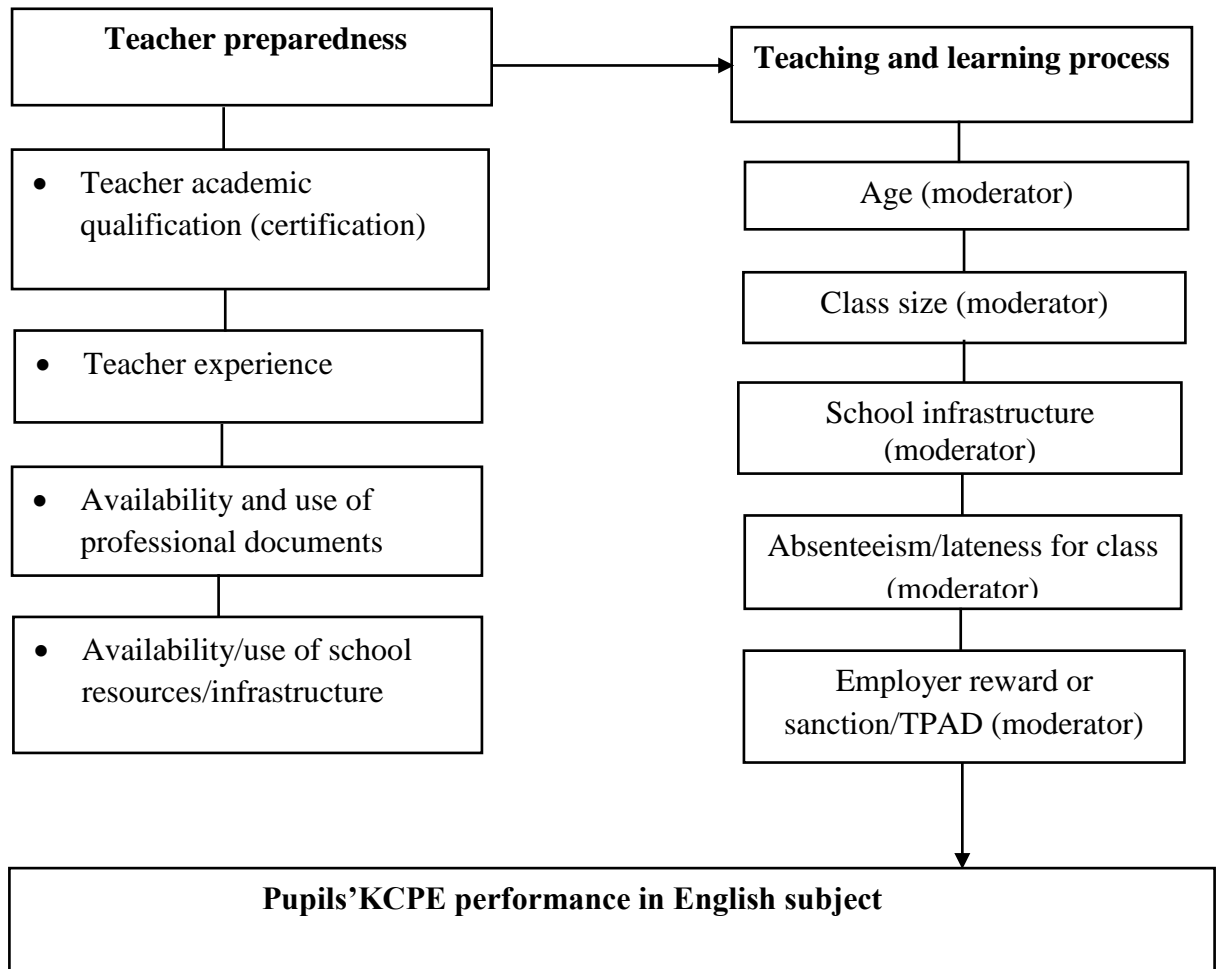 Teacher preparedness
• Teacher academic
qualification (certification)
• Teacher experience
• Availability and use of
professional documents
• Availability/use of school
resources/infrastructure
Teaching and learning process
Age (moderator)
Class size (moderator)
School infrastructure
(moderator)
Absenteeism/lateness for class
(moderator)
Employer reward or
sanction/TPAD (moderator)
Pupils’KCPE performance in English subject